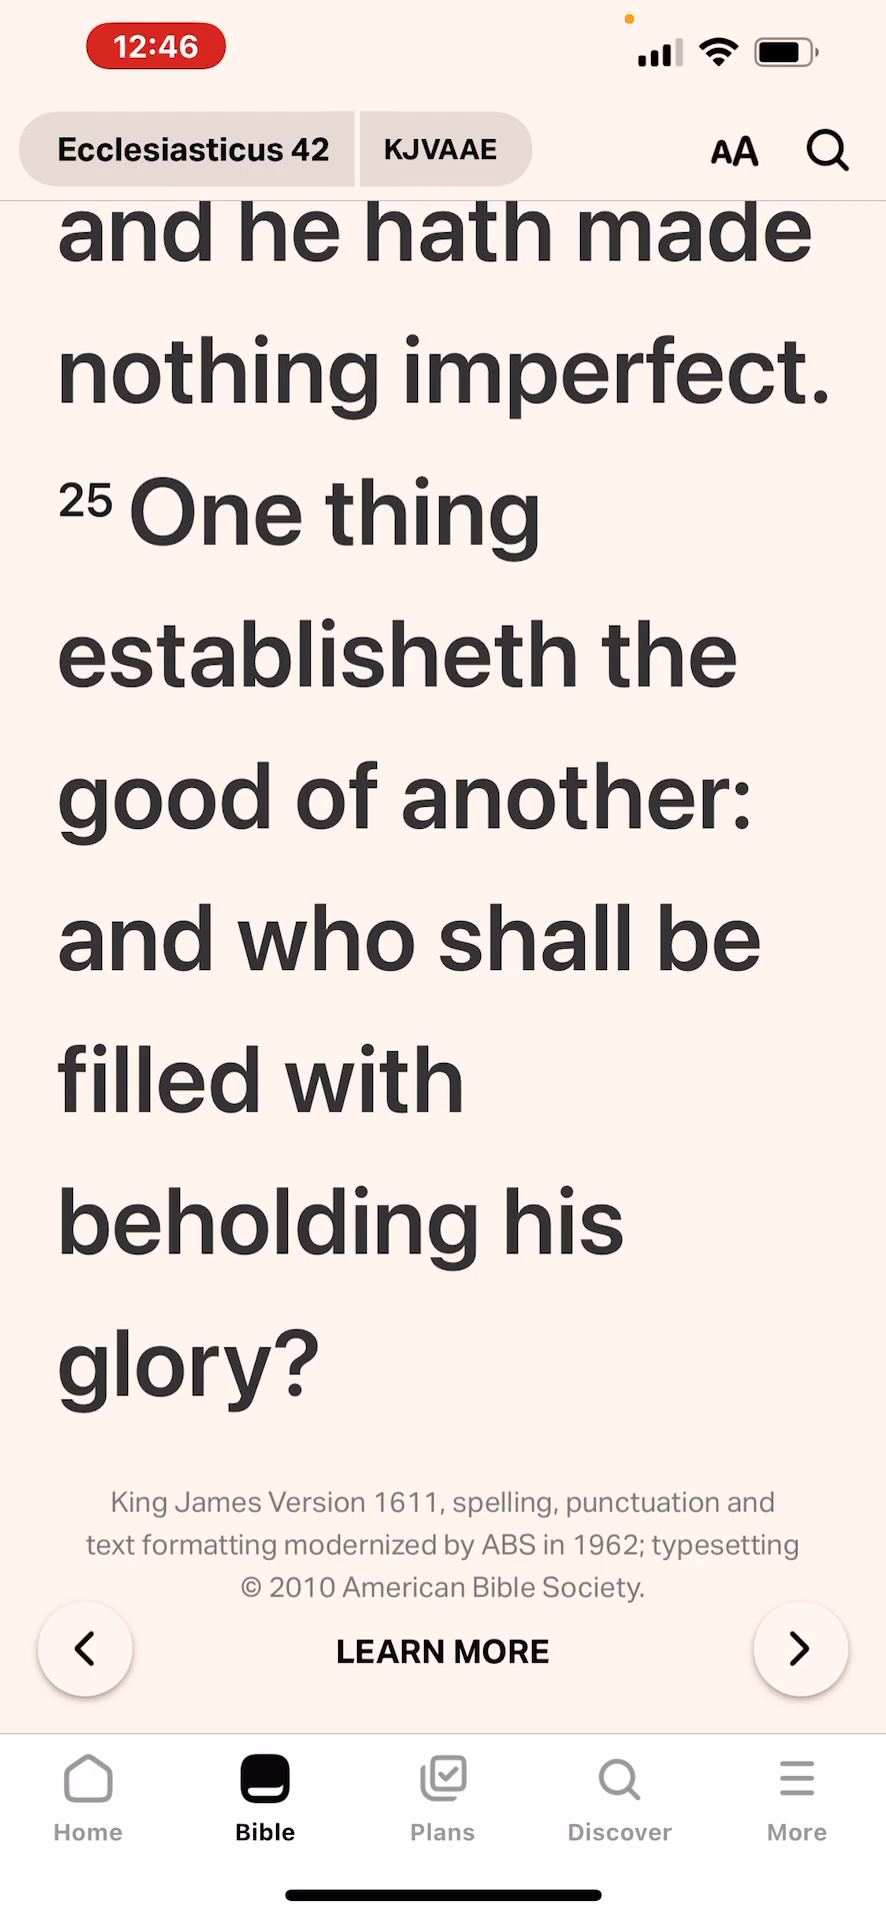 12:46
Ecclesiasticus 42 KJVAAE AA
and he hath made
nothing imperfect.
25 One thing
establisheth the
good of another:
and who shall be
filled with
beholding his
glory?
King James Version 1611, spelling, punctuation and
text formatting modernized by ABS in 1962; typesetting
© 2010 American Bible Society.
LEARN MORE
Home Bible Plans Discover More